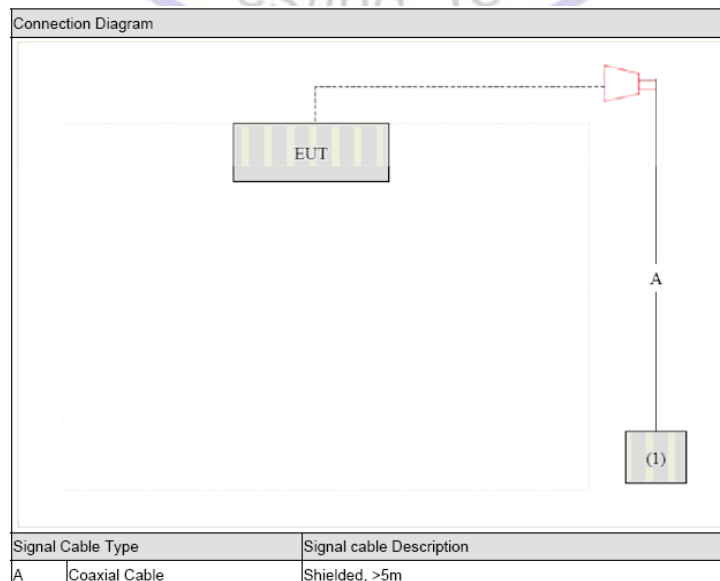 Connection Diagram
EUT
A
(1)
Signal Cable Type Signal cable Description
A Coaxial Cable Shielded, >5m